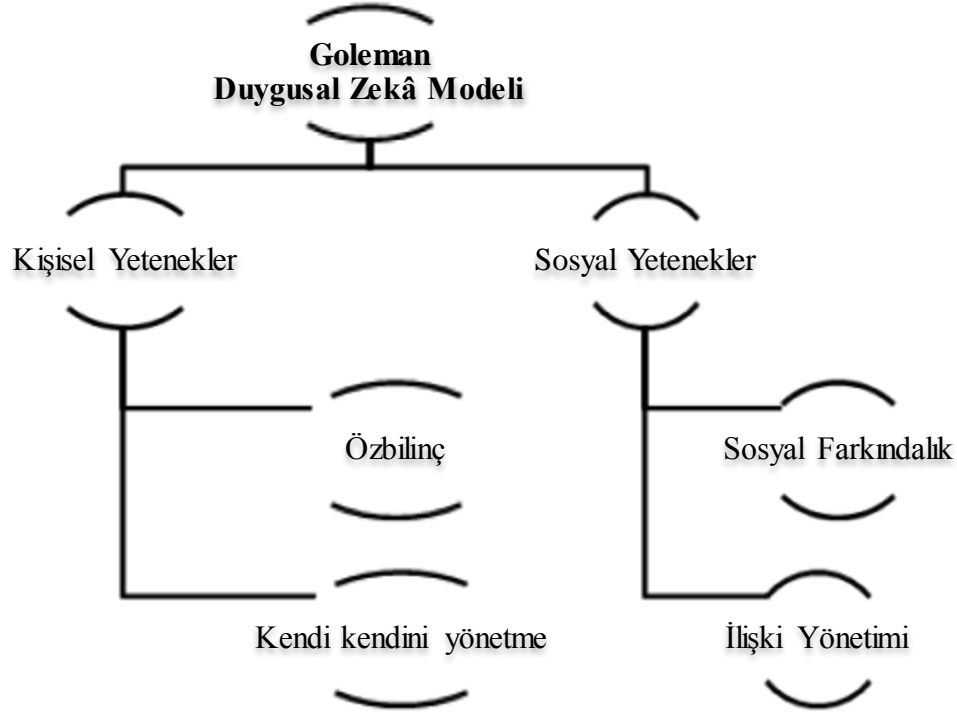 Goleman
Duygusal Zekâ Modeli
Kişisel Yetenekler
Sosyal Yetenekler
Özbilinç
Sosyal Farkındalık
Kendi kendini yönetme
İlişki Yönetimi